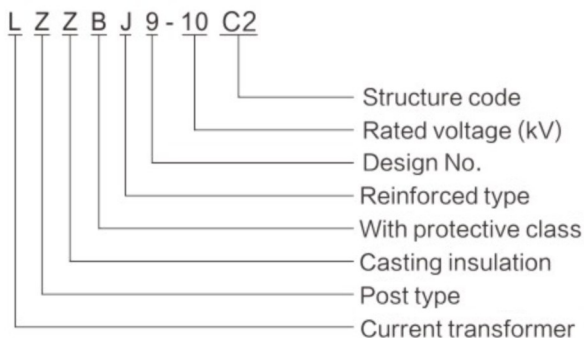 L Z Z B J 9 - 10 C2
Structure code
Rated voltage (kV)
Design No.
Reinforced type
With protective class
Casting insulation
Post type
Current transformer